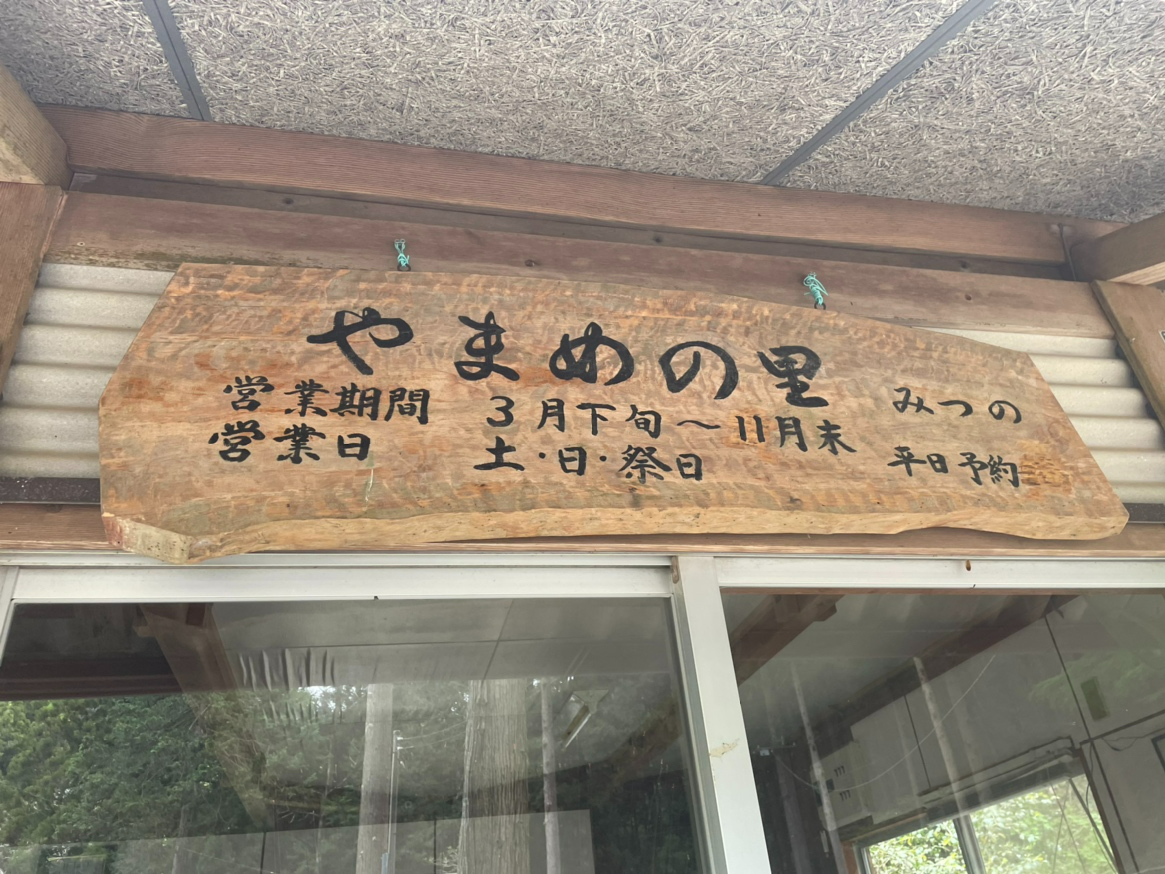 やまめの里
営業期間 3月下旬～11月末
営業日 土・日・祭日
みつの
平日予約